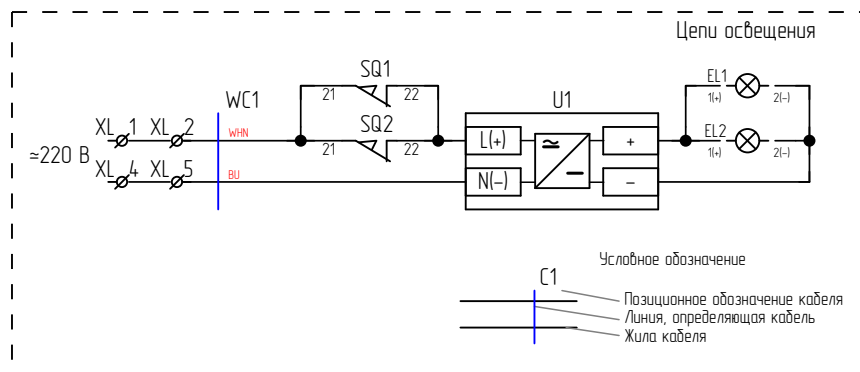 Цепи освещения
SQ1
EL1
21
22
1(+)
2(-)
WC1
U1
XL 1
XL 2
WHN
SQ2
21
22
L(+)
+
EL2
1(+)
2(-)
≃220 В
XL 4
XL 5
BU
N(-)
-
Условное обозначение
C1
Позиционное обозначение кабеля
Линия, определяющая кабель
Жила кабеля